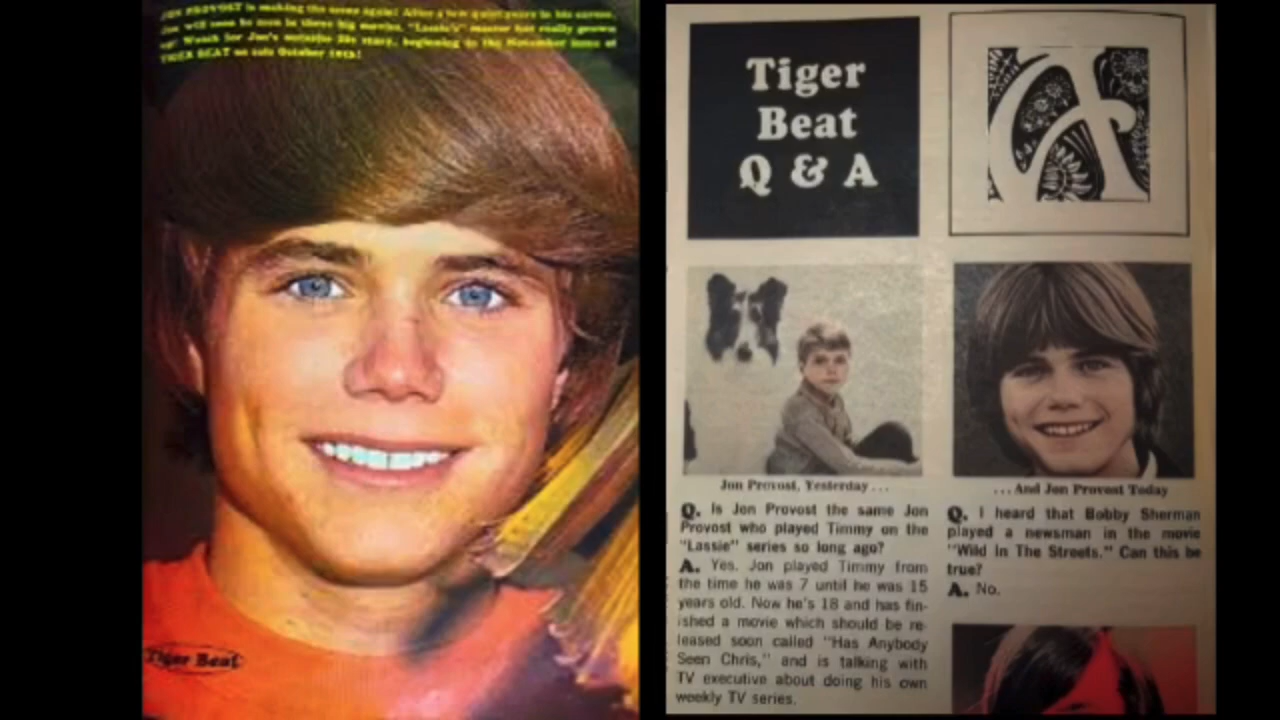 JON PROVOST is making the scene again! After a few quiet years in his career,
Jon will soon be seen in three big movies. "Lassie's" master has really grown
up! Watch for Jon's life story, beginning in the November issue of
TIGER BEAT on sale October
Tiger Beat
Tiger
Beat
Q & A
A
Jon Provost, Yesterday...
Q. Is Jon Provost the same Jon
Provost who played Timmy on the
"Lassie" series so long ago?
A. Yes. Jon played Timmy from
the time he was 7 until he was 15
years old. Now he's 18 and has fin-
ished a movie which should be re-
leased soon called "Has Anybody
Seen Chris," and is talking with
TV executive about doing his own
weekly TV series.
...And Jon Provost Today
Q. I heard that Bobby Sherman
played a newsman in the movie
"Wild In The Streets." Can this be
true?
A. No.